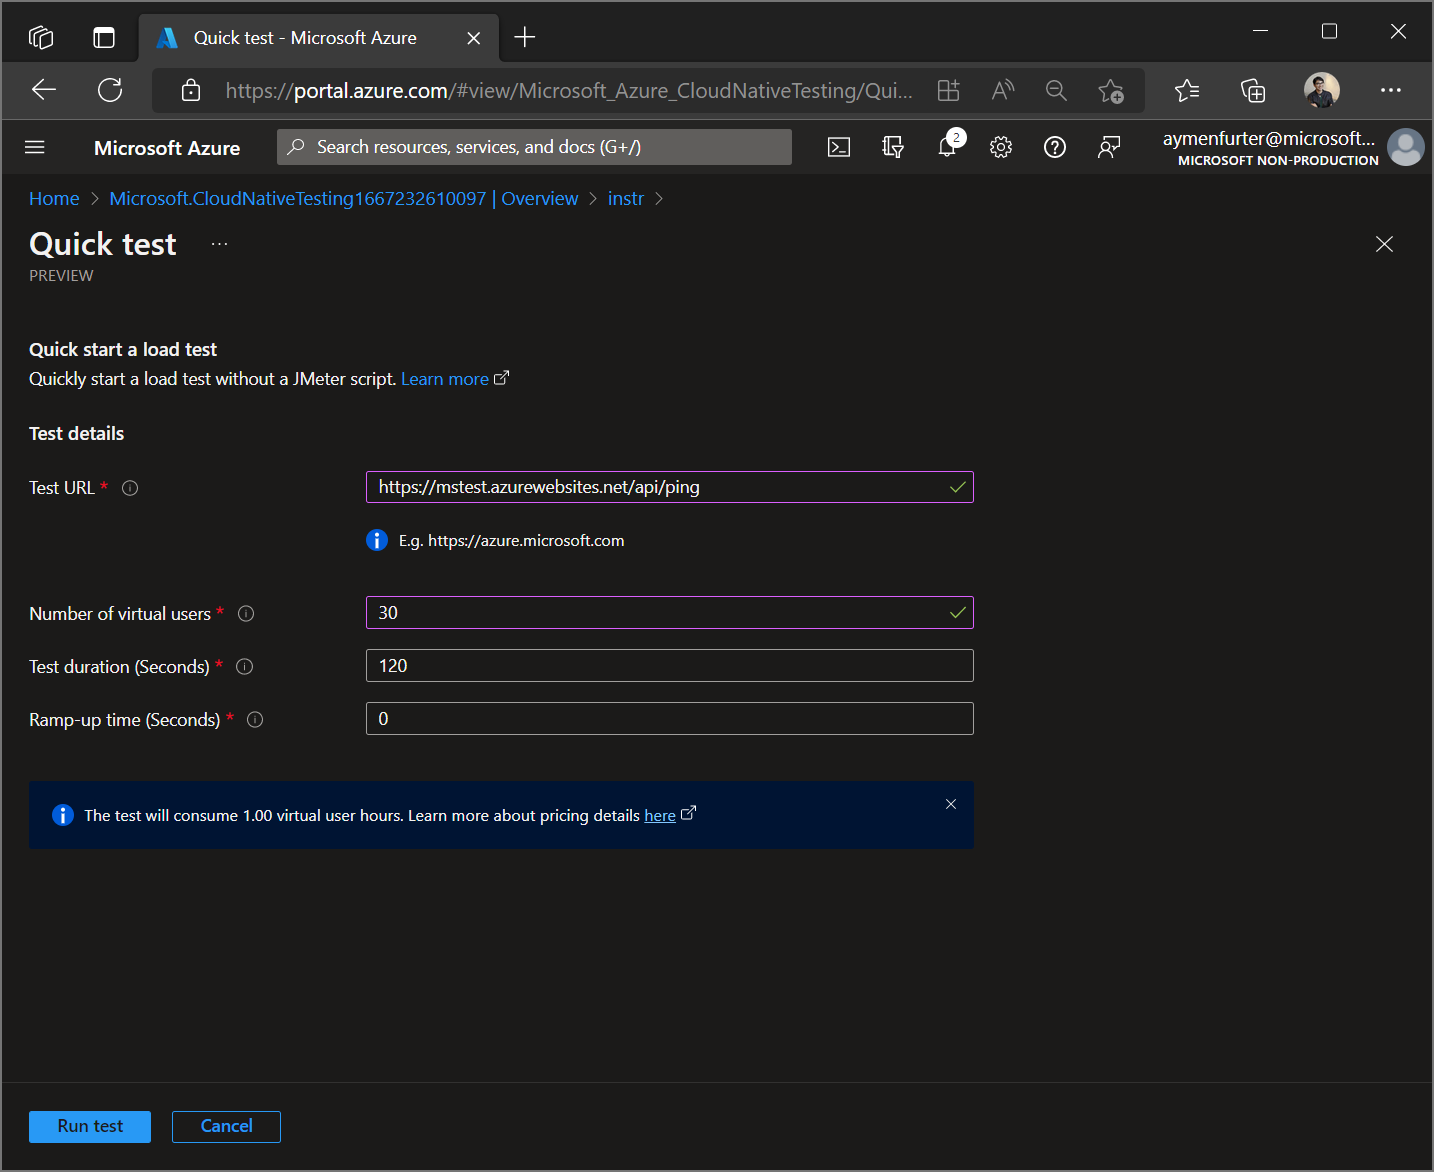 Quick test - Microsoft Azure
https://portal.azure.com/#view/Microsoft_Azure_CloudNativeTesting/Qui...
Microsoft Azure
Search resources, services, and docs (G+/)
2
aymenfurter@microsoft...
MICROSOFT NON-PRODUCTION
Home > Microsoft.CloudNativeTesting1667232610097 | Overview > instr >
Quick test ...
PREVIEW
Quick start a load test
Quickly start a load test without a JMeter script. Learn more
Test details
Test URL *
https://mstest.azurewebsites.net/api/ping
E.g. https://azure.microsoft.com
Number of virtual users *
30
Test duration (Seconds) *
120
Ramp-up time (Seconds) *
0
The test will consume 1.00 virtual user hours. Learn more about pricing details here
Run test
Cancel